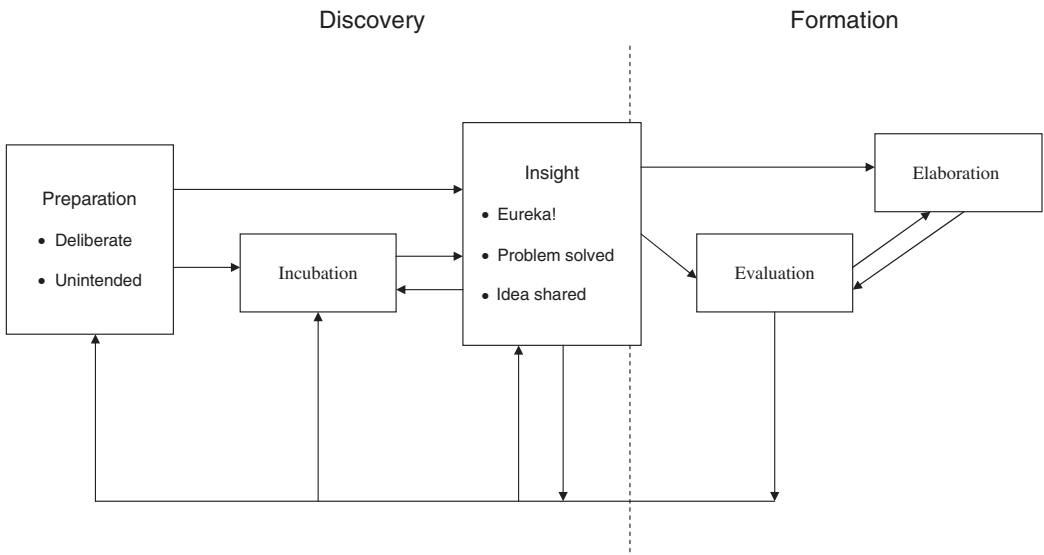 Discovery
Formation
Preparation
• Deliberate
• Unintended
Incubation
Insight
• Eureka!
• Problem solved
• Idea shared
Evaluation
Elaboration